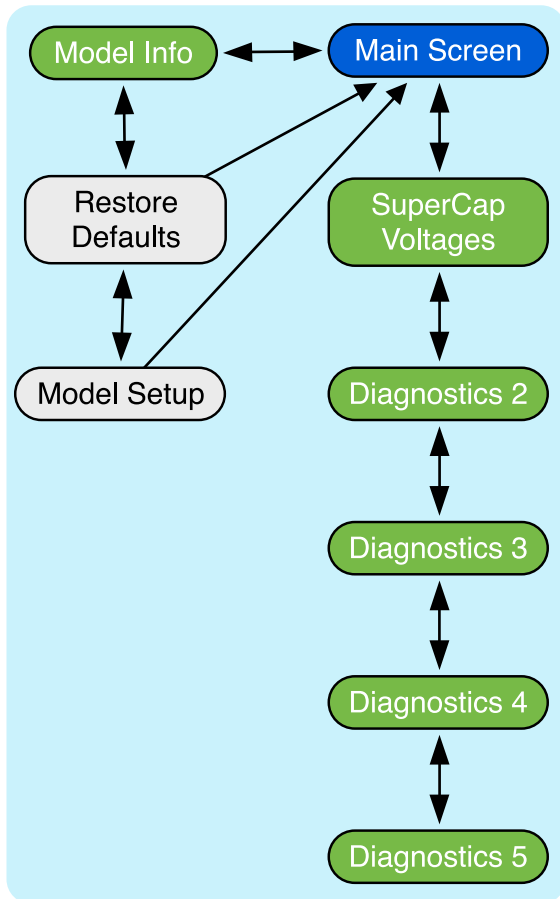 Model Info
Main Screen
Restore
Defaults
SuperCap
Voltages
Model Setup
Diagnostics 2
Diagnostics 3
Diagnostics 4
Diagnostics 5